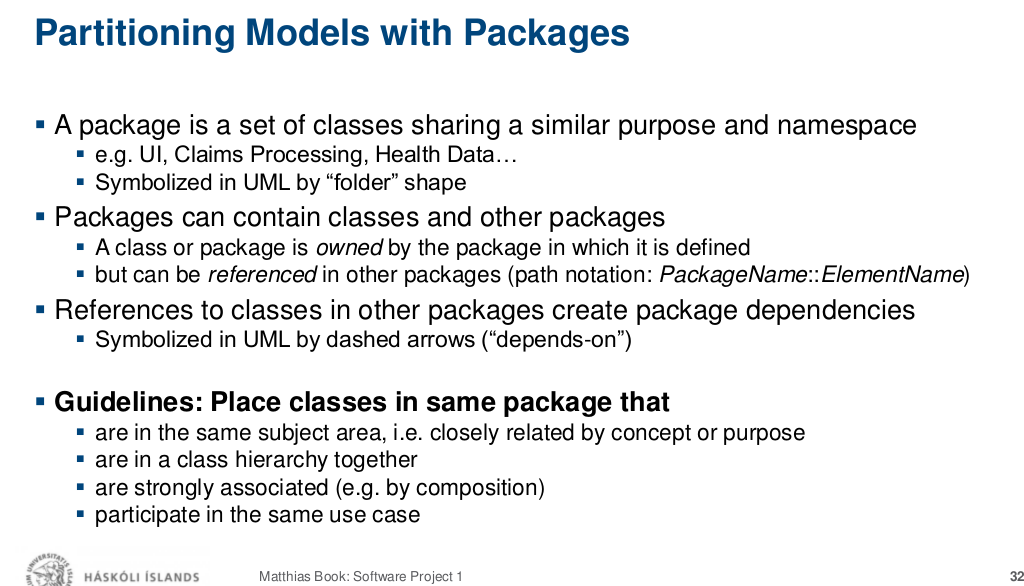 Partitioning Models with Packages
▪ A package is a set of classes sharing a similar purpose and namespace
▪ e.g. UI, Claims Processing, Health Data…
▪ Symbolized in UML by “folder” shape
▪ Packages can contain classes and other packages
▪ A class or package is owned by the package in which it is defined
▪ but can be referenced in other packages (path notation: PackageName::ElementName)
▪ References to classes in other packages create package dependencies
▪ Symbolized in UML by dashed arrows (“depends-on”)
▪ Guidelines: Place classes in same package that
▪ are in the same subject area, i.e. closely related by concept or purpose
▪ are in a class hierarchy together
▪ are strongly associated (e.g. by composition)
▪ participate in the same use case
HÁSKÓLI ÍSLANDS
Matthias Book: Software Project 1
32